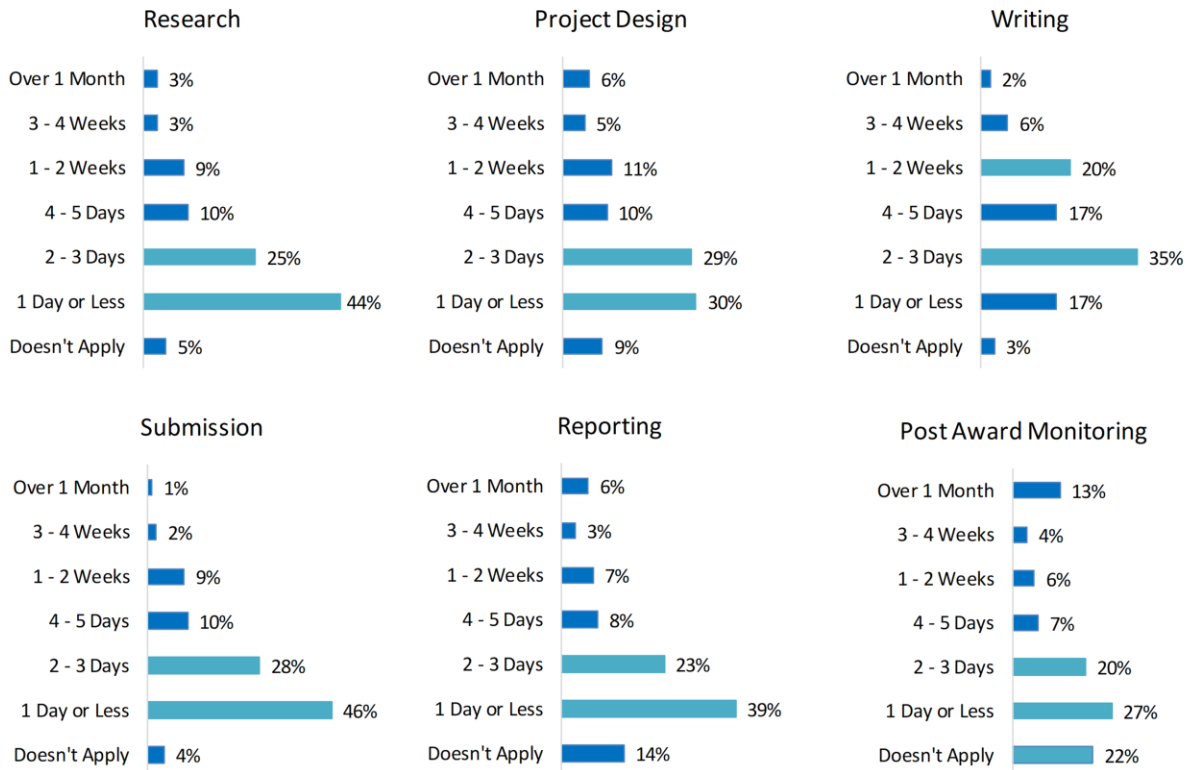 Research
Over 1 Month 3%
3 - 4 Weeks 3%
1 - 2 Weeks 9%
4 - 5 Days 10%
2 - 3 Days 25%
1 Day or Less 44%
Doesn't Apply 5%
Project Design
Over 1 Month 6%
3 - 4 Weeks 5%
1 - 2 Weeks 11%
4 - 5 Days 10%
2 - 3 Days 29%
1 Day or Less 30%
Doesn't Apply 9%
Writing
Over 1 Month 2%
3 - 4 Weeks 6%
1 - 2 Weeks 20%
4 - 5 Days 17%
2 - 3 Days 35%
1 Day or Less 17%
Doesn't Apply 3%
Submission
Over 1 Month 1%
3 - 4 Weeks 2%
1 - 2 Weeks 9%
4 - 5 Days 10%
2 - 3 Days 28%
1 Day or Less 46%
Doesn't Apply 4%
Reporting
Over 1 Month 6%
3 - 4 Weeks 3%
1 - 2 Weeks 7%
4 - 5 Days 8%
2 - 3 Days 23%
1 Day or Less 39%
Doesn't Apply 14%
Post Award Monitoring
Over 1 Month 13%
3 - 4 Weeks 4%
1 - 2 Weeks 6%
4 - 5 Days 7%
2 - 3 Days 20%
1 Day or Less 27%
Doesn't Apply 22%